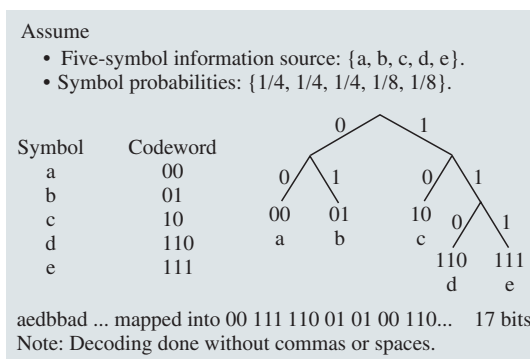 Assume
• Five-symbol information source: {a, b, c, d, e}.
• Symbol probabilities: {1/4, 1/4, 1/4, 1/8, 1/8}.
0 1
Symbol Codeword
a 00
0 1 0 1
b 01
c 10
00 01 10 0 1
d 110
a b c
e 111
110 111
d e
aedbbad ... mapped into 00 111 110 01 01 00 110... 17 bits
Note: Decoding done without commas or spaces.